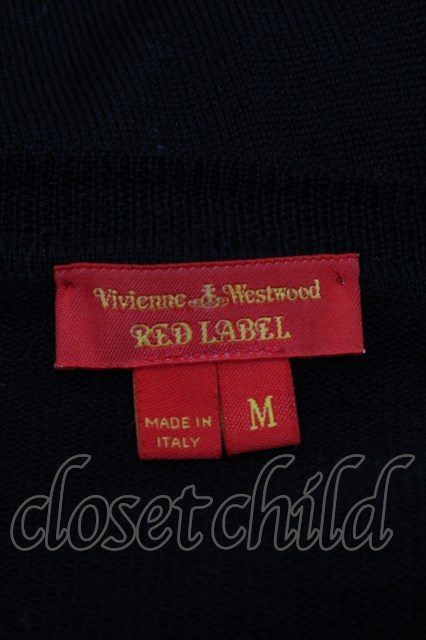 Vivienne Westwood
RED LABEL
MADE IN
ITALY
M
closetchild